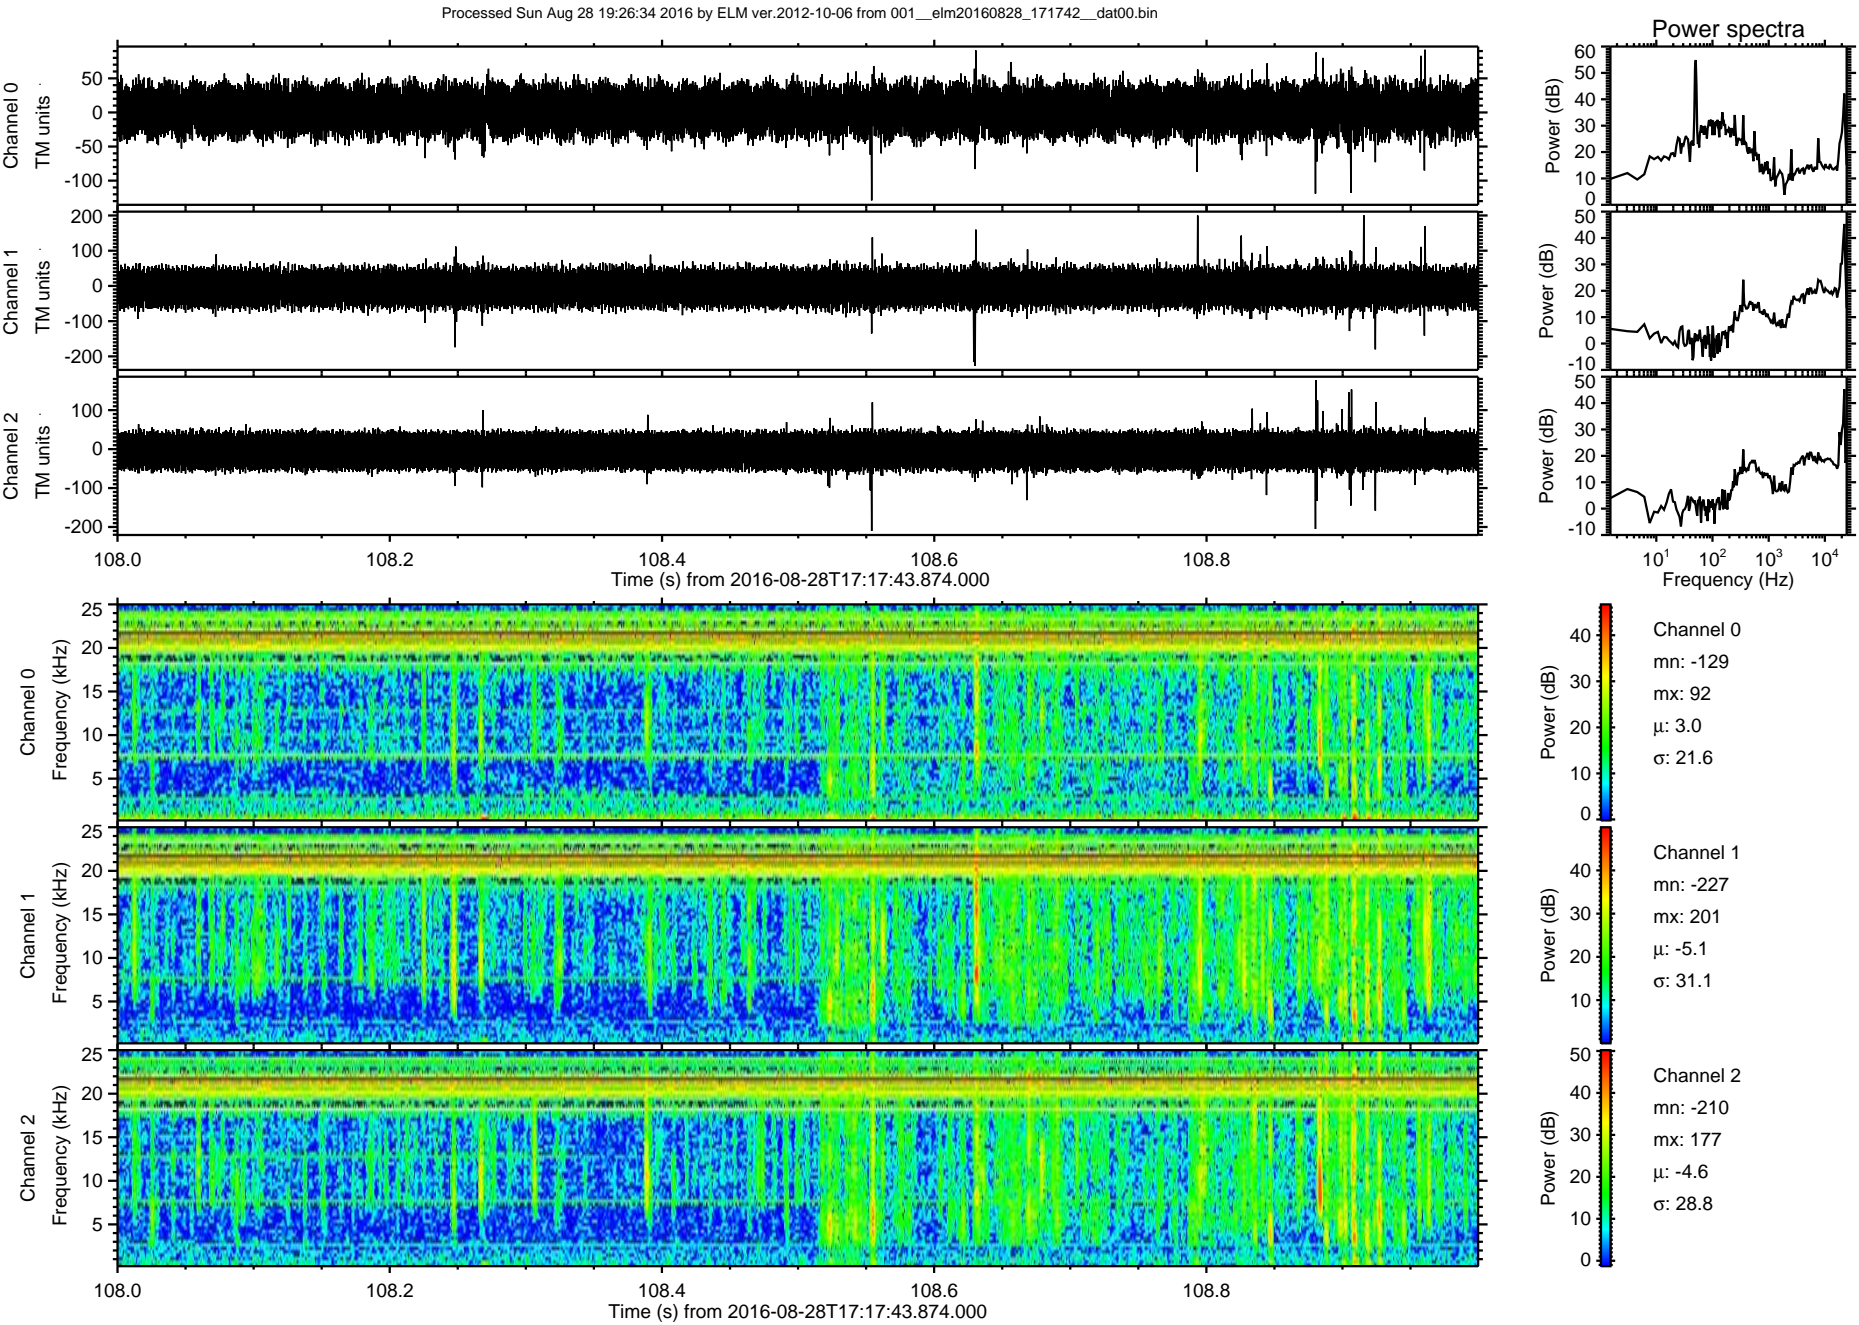 Processed Sun Aug 28 19:26:34 2016 by ELM ver.2012-10-06 from 001__elm20160828_171742__dat00.bin
Power spectra
Channel 0
TM units
50
0
-50
-100
Power (dB)
60
50
40
30
20
10
0
Channel 1
TM units
200
100
0
-100
-200
Power (dB)
50
40
30
20
10
0
-10
Channel 2
TM units
100
0
-100
-200
Power (dB)
50
40
30
20
10
0
-10
108.0 108.2 108.4 108.6 108.8
Time (s) from 2016-08-28T17:17:43.874.000
10¹ 10² 10³ 10⁴
Frequency (Hz)
Channel 0
Frequency (kHz)
25
20
15
10
5
Power (dB)
40
30
20
10
0
Channel 0
mn: -129
mx: 92
μ: 3.0
σ: 21.6
Channel 1
Frequency (kHz)
25
20
15
10
5
Power (dB)
40
30
20
10
Channel 1
mn: -227
mx: 201
μ: -5.1
σ: 31.1
Channel 2
Frequency (kHz)
25
20
15
10
5
Power (dB)
50
40
30
20
10
0
Channel 2
mn: -210
mx: 177
μ: -4.6
σ: 28.8
108.0 108.2 108.4 108.6 108.8
Time (s) from 2016-08-28T17:17:43.874.000